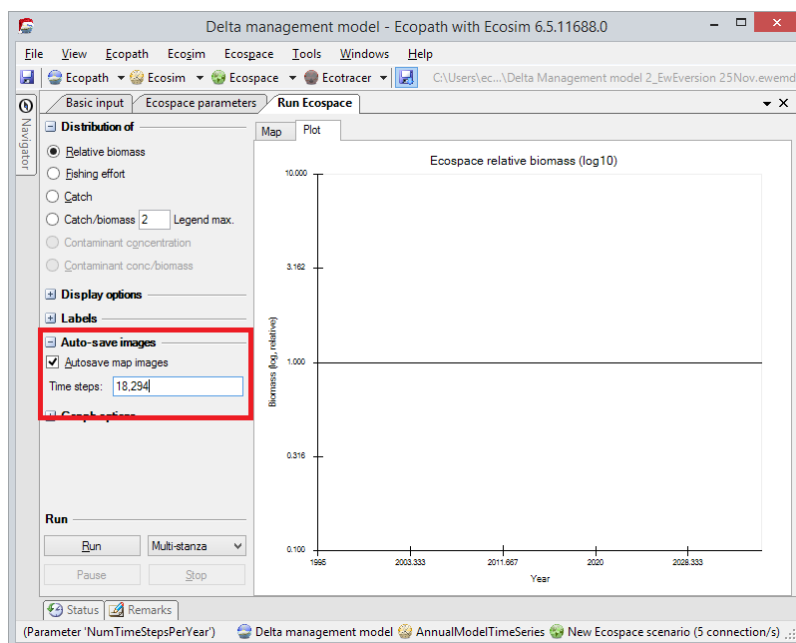 Delta management model - Ecopath with Ecosim 6.5.11688.0
File View Ecopath Ecosim Ecospace Tools Windows Help
Ecopath Ecosim Ecospace Ecotracer C:\Users\ec...\Delta Management model 2_EwEversion 25Nov.ewemd
Navigator
Basic input Ecospace parameters Run Ecospace
Distribution of
Relative biomass
Fishing effort
Catch
Catch/biomass 2 Legend max.
Contaminant concentration
Contaminant conc/biomass
Display options
Labels
Auto-save images
Autosave map images
Time steps: 18,294
Graph options
Run
Run Multi-stanza
Pause Stop
Map Plot
Ecospace relative biomass (log10)
10.000
3.162
1.000
0.316
0.100
Biomass (log, relative)
1995 2003.333 2011.667 2020 2028.333
Year
Status Remarks
(Parameter 'NumTimeStepsPerYear') Delta management model AnnualModelTimeSeries New Ecospace scenario (5 connection/s)